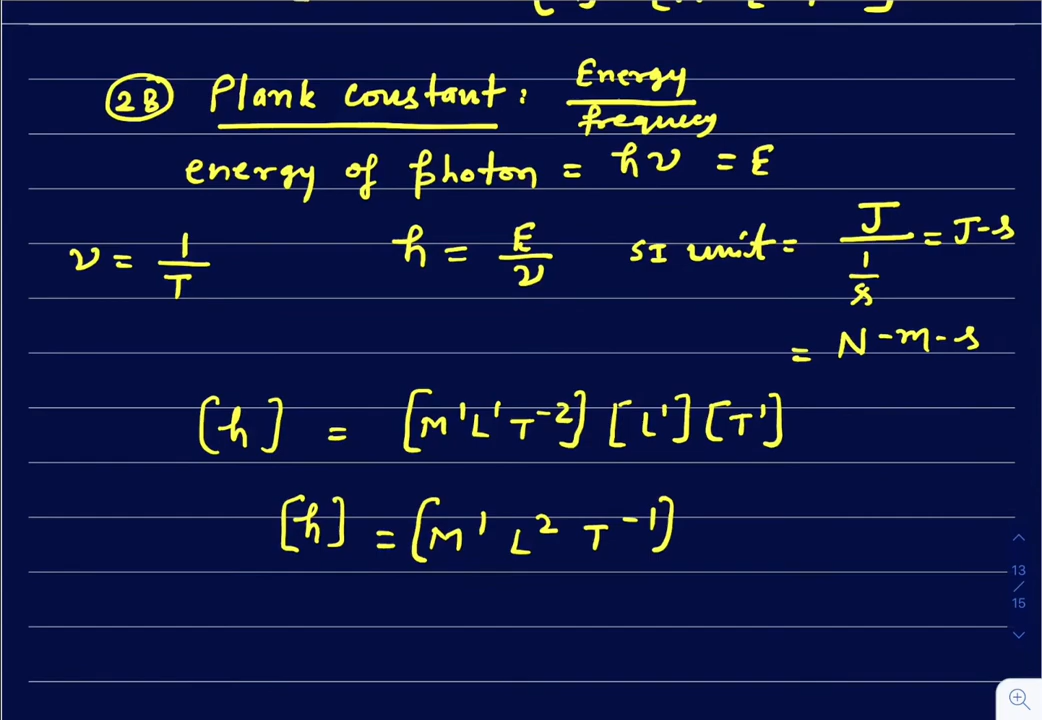 28 Plank constant : Energy / frequency
energy of photon = hν = E
ν = 1/T h = E/ν SI unit = J / (1/s) = J-s
= N-m-s
[h] = [M¹L¹T⁻²] [L¹] [T¹]
[h] = [M¹ L² T⁻¹]
13
/
15